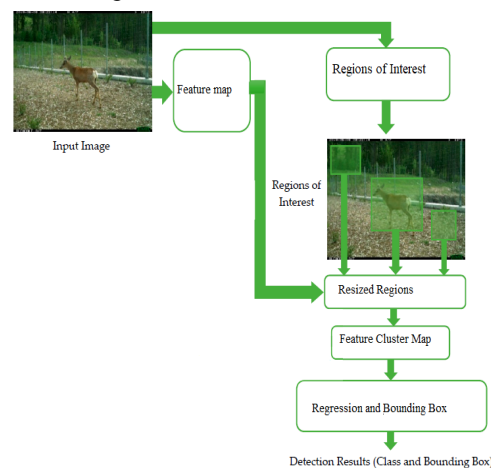 Input Image
Feature map
Regions of Interest
Regions of
Interest
Resized Regions
Feature Cluster Map
Regression and Bounding Box
Detection Results (Class and Bounding Box)